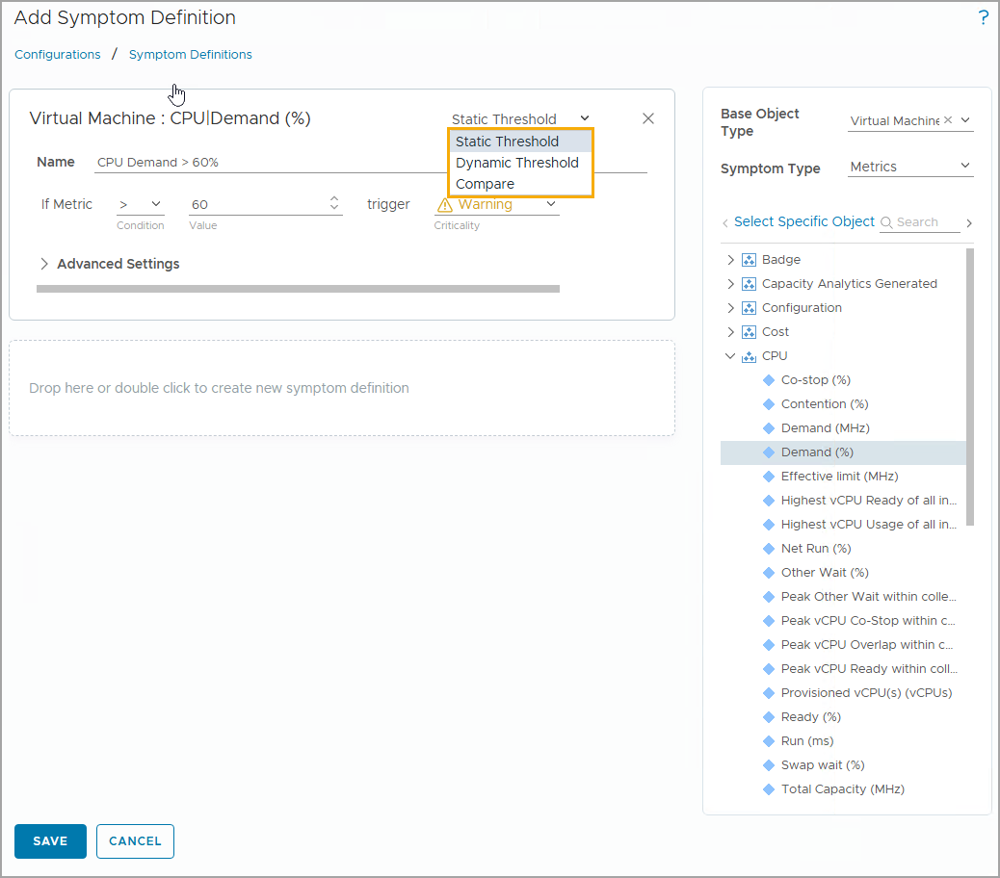 Add Symptom Definition
?
Configurations / Symptom Definitions
Virtual Machine : CPU|Demand (%)
Static Threshold
Static Threshold
Dynamic Threshold
Compare
Name CPU Demand > 60%
If Metric > 60 trigger Warning
Condition Value Criticality
Advanced Settings
Drop here or double click to create new symptom definition
Base Object
Type
Virtual Machine
Symptom Type Metrics
Select Specific Object Search
Badge
Capacity Analytics Generated
Configuration
Cost
CPU
Co-stop (%)
Contention (%)
Demand (MHz)
Demand (%)
Effective limit (MHz)
Highest vCPU Ready of all in...
Highest vCPU Usage of all in...
Net Run (%)
Other Wait (%)
Peak Other Wait within colle...
Peak vCPU Co-Stop within c...
Peak vCPU Overlap within c...
Peak vCPU Ready within coll...
Provisioned vCPU(s) (vCPUs)
Ready (%)
Run (ms)
Swap wait (%)
Total Capacity (MHz)
SAVE CANCEL